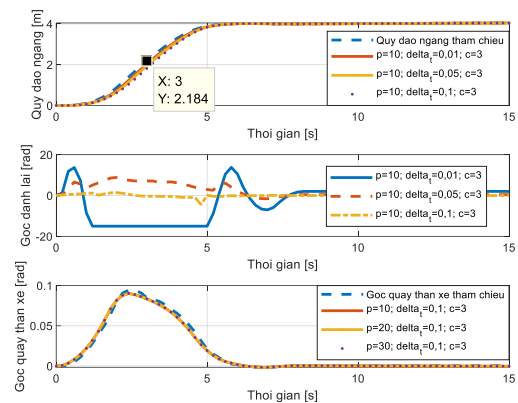 Quy dao ngang [m]
4
2
0
Quy dao ngang tham chieu
p=10; delta_t=0,01; c=3
p=10; delta_t=0,05; c=3
p=10; delta_t=0,1; c=3
X: 3
Y: 2.184
0 5 10 15
Thoi gian [s]
Goc danh lai [rad]
20
0
-20
p=10; delta_t=0,01; c=3
p=10; delta_t=0,05; c=3
p=10; delta_t=0,1; c=3
0 5 10 15
Thoi gian [s]
Goc quay than xe [rad]
0.1
0.05
0
Goc quay than xe tham chieu
p=10; delta_t=0,1; c=3
p=20; delta_t=0,1; c=3
p=30; delta_t=0,1; c=3
0 5 10 15
Thoi gian [s]